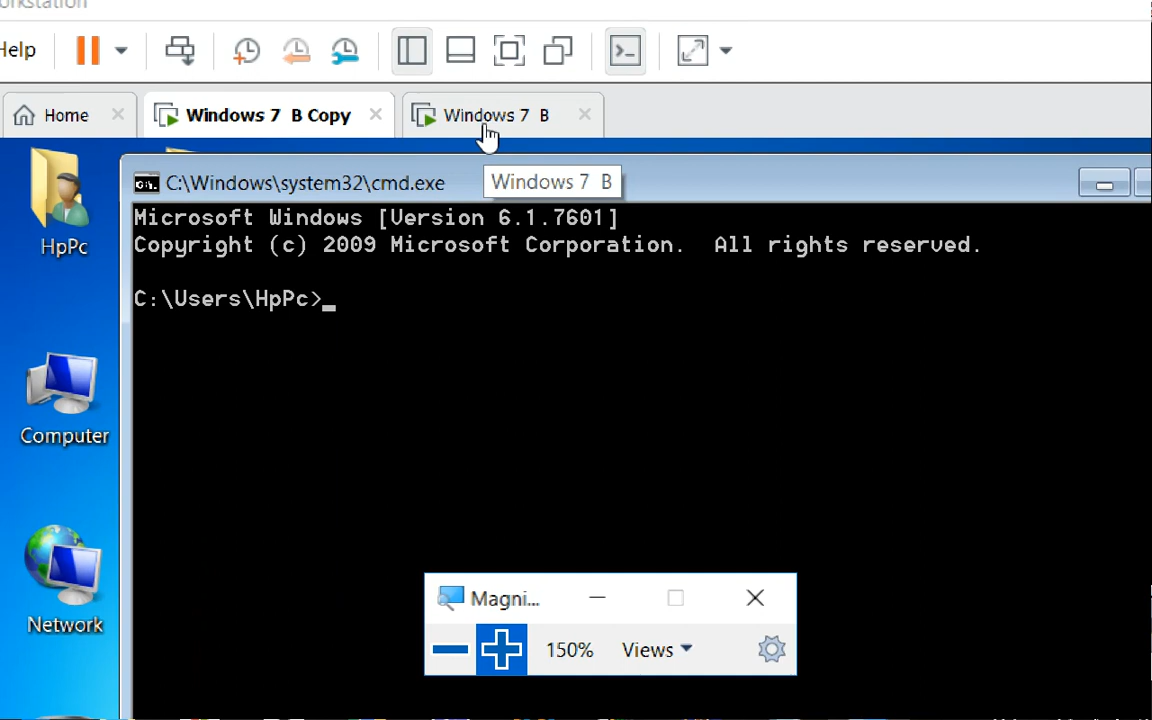 orkstation
Help
Home
Windows 7 B Copy
Windows 7 B
C:\Windows\system32\cmd.exe
Windows 7 B
Microsoft Windows [Version 6.1.7601]
Copyright (c) 2009 Microsoft Corporation. All rights reserved.
C:\Users\HpPc>_
HpPc
Computer
Network
Magni...
150%
Views